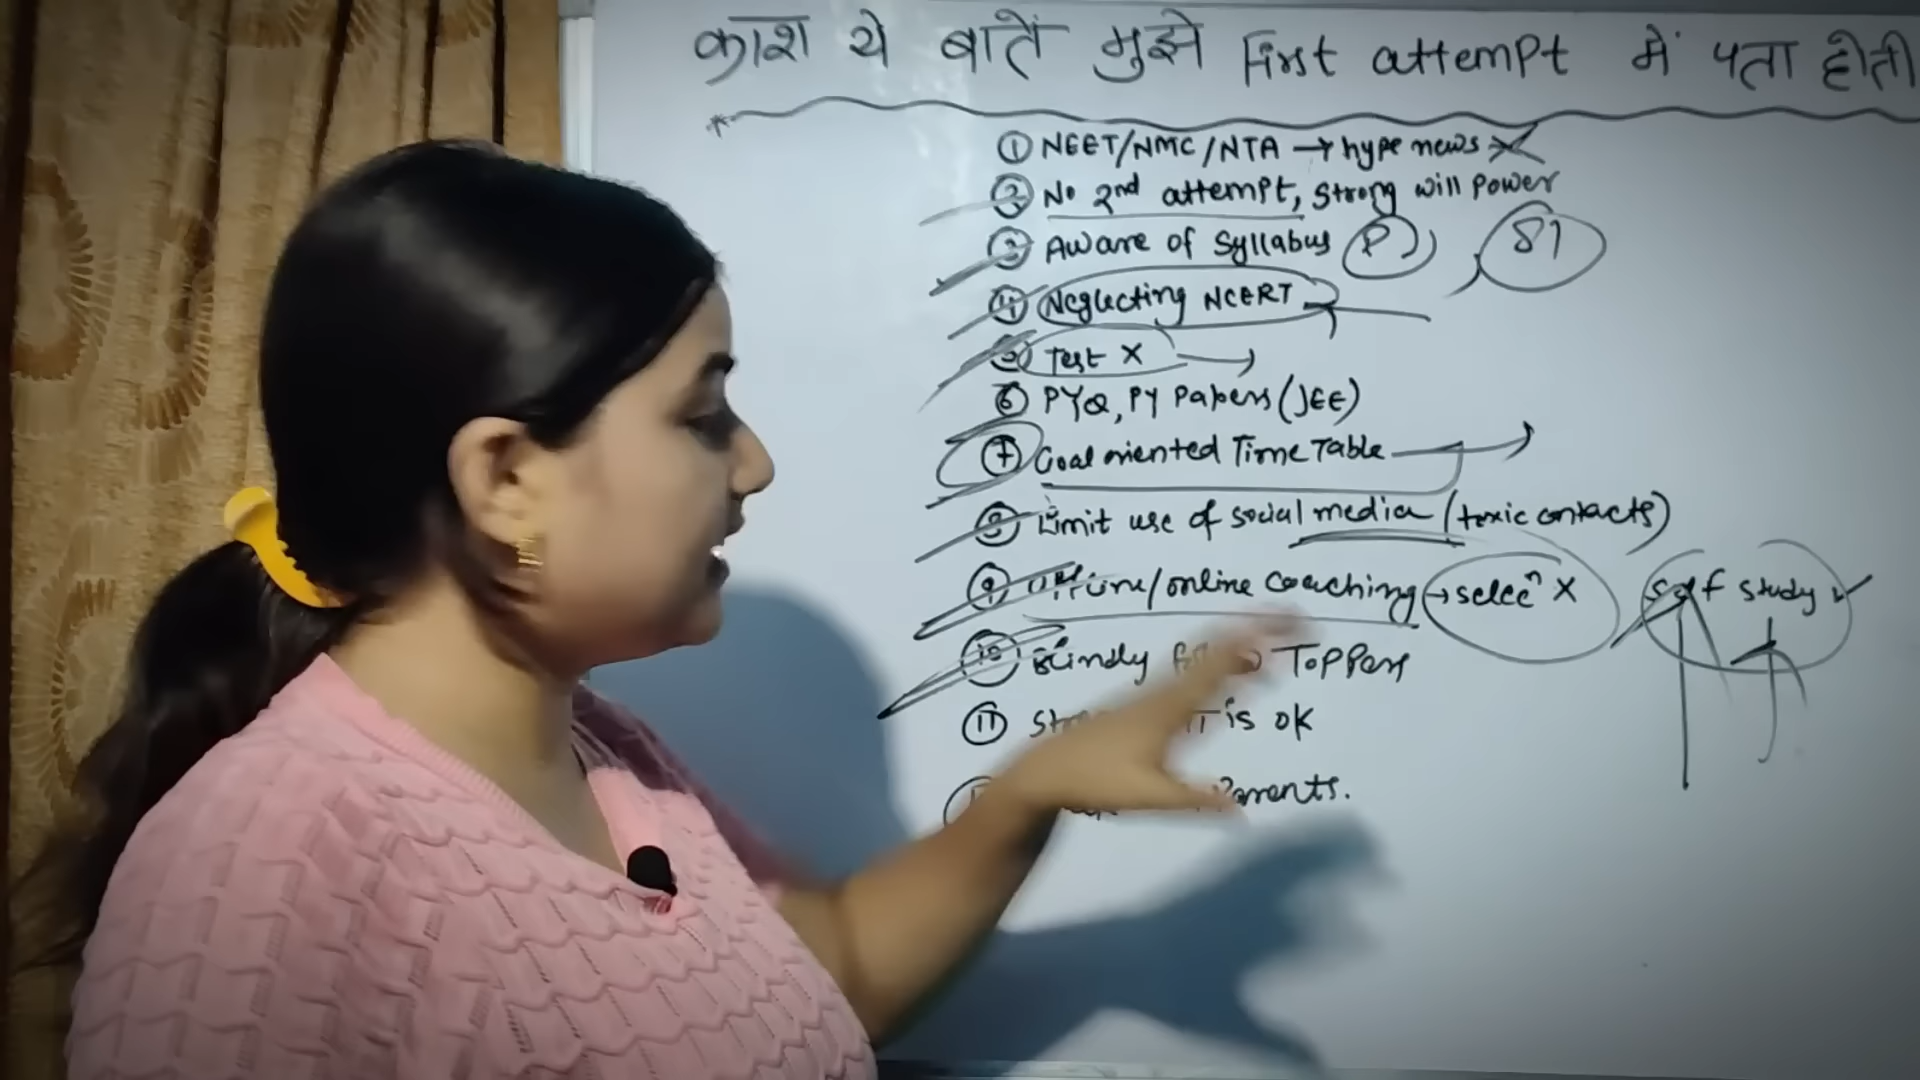 काश ये बातें मुझे First attempt में पता होती
① NEET/NMC/NTA → hype news X
② No 2nd attempt, Strong will Power
③ Aware of Syllabus (P) 81
④ Neglecting NCERT
⑤ Test X →
⑥ PYQ, PY Papers (JEE)
⑦ Goal oriented Time Table →
⑧ Limit use of social media (toxic contacts)
⑨ Offline/online coaching → selecⁿ X Self study ✓
⑩ Blindly Toppers
⑪ is ok
Parents.